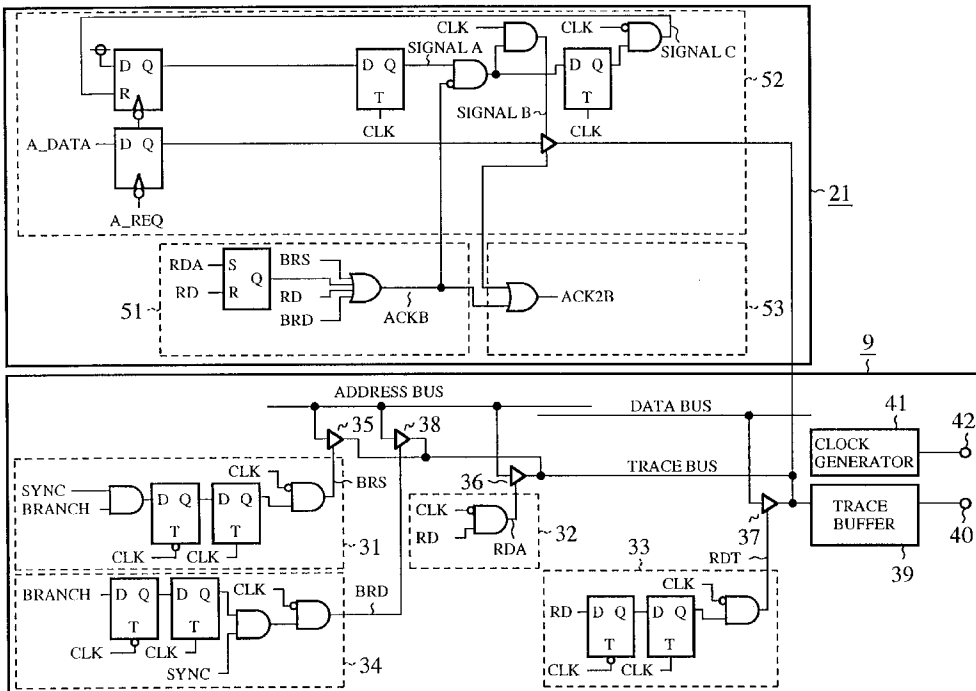 CLK
SIGNAL A
CLK
SIGNAL C
D Q
R
D Q
T
CLK
D Q
T
CLK
52
SIGNAL B
A_DATA
D Q
A_REQ
21
RDA
RD
S
Q
R
BRS
RD
BRD
ACKB
ACK2B
51
53
9
ADDRESS BUS
35
38
DATA BUS
41
42
CLOCK
GENERATOR
CLK
BRS
36
TRACE BUS
SYNC
BRANCH
D Q
T
D Q
T
CLK
CLK
31
CLK
RD
RDA
32
37
TRACE
BUFFER
40
39
33
RDT
BRANCH
D Q
T
D Q
T
CLK
BRD
CLK
CLK
SYNC
34
CLK
RD
D Q
T
D Q
T
CLK
CLK